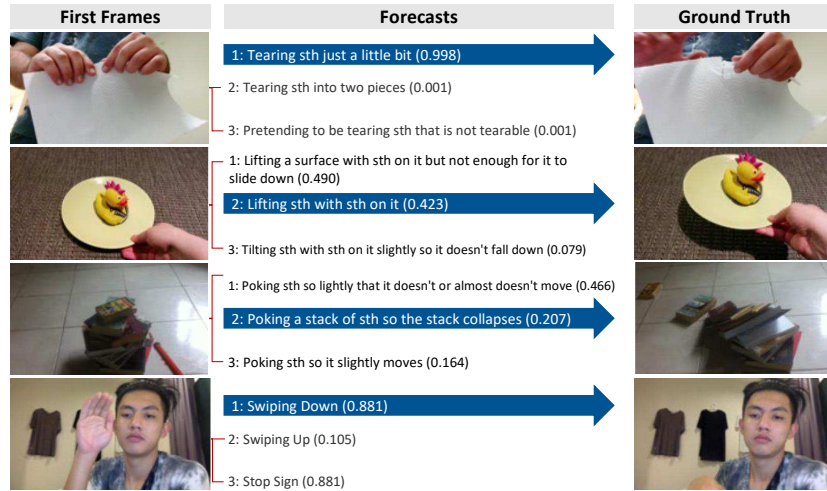 First Frames
Forecasts
Ground Truth
1: Tearing sth just a little bit (0.998)
2: Tearing sth into two pieces (0.001)
3: Pretending to be tearing sth that is not tearable (0.001)
1: Lifting a surface with sth on it but not enough for it to
slide down (0.490)
2: Lifting sth with sth on it (0.423)
3: Tilting sth with sth on it slightly so it doesn't fall down (0.079)
1: Poking sth so lightly that it doesn't or almost doesn't move (0.466)
2: Poking a stack of sth so the stack collapses (0.207)
3: Poking sth so it slightly moves (0.164)
1: Swiping Down (0.881)
2: Swiping Up (0.105)
3: Stop Sign (0.881)